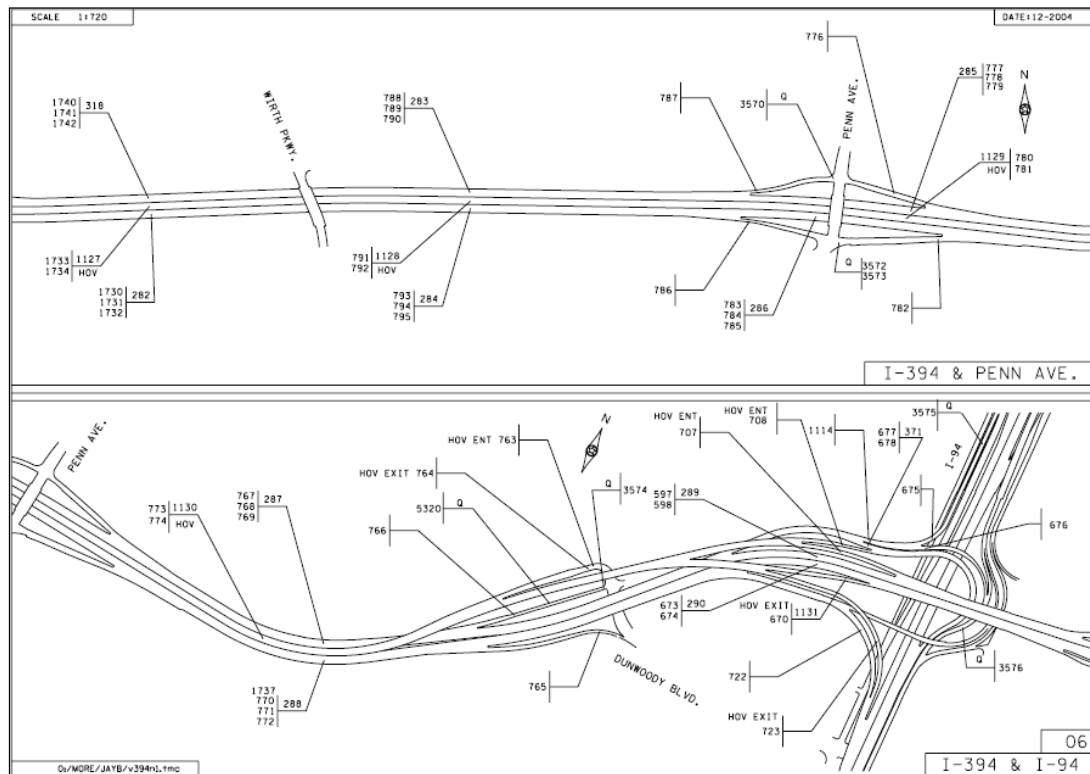 SCALE 1:720
DATE:12-2004
776
285 777
778
779
N
1740
1741 318
1742
WIRTH PKWY.
788
789 283
790
787
3570 Q
PENN AVE.
1129 780
HOV 781
1733 1127
1734 HOV
1730
1731 282
1732
791 1128
792 HOV
793
794 284
795
786
783
784 286
785
Q 3572
3573
782
I-394 & PENN AVE.
PENN AVE.
N
HOV ENT 763
HOV EXIT 764
Q
5320
Q 3574
HOV ENT
707
HOV ENT
708
1114
677 371
678
Q
3575
I-94
675
676
597 289
598
773 1130
774 HOV
767
768 287
769
766
673 290
674
HOV EXIT 1131
670
765
DUNWOODY BLVD.
722
Q 3576
HOV EXIT
723
1737
770
771 288
772
06
I-394 & I-94
O:/MORE/JAYB/v394n1.tmc